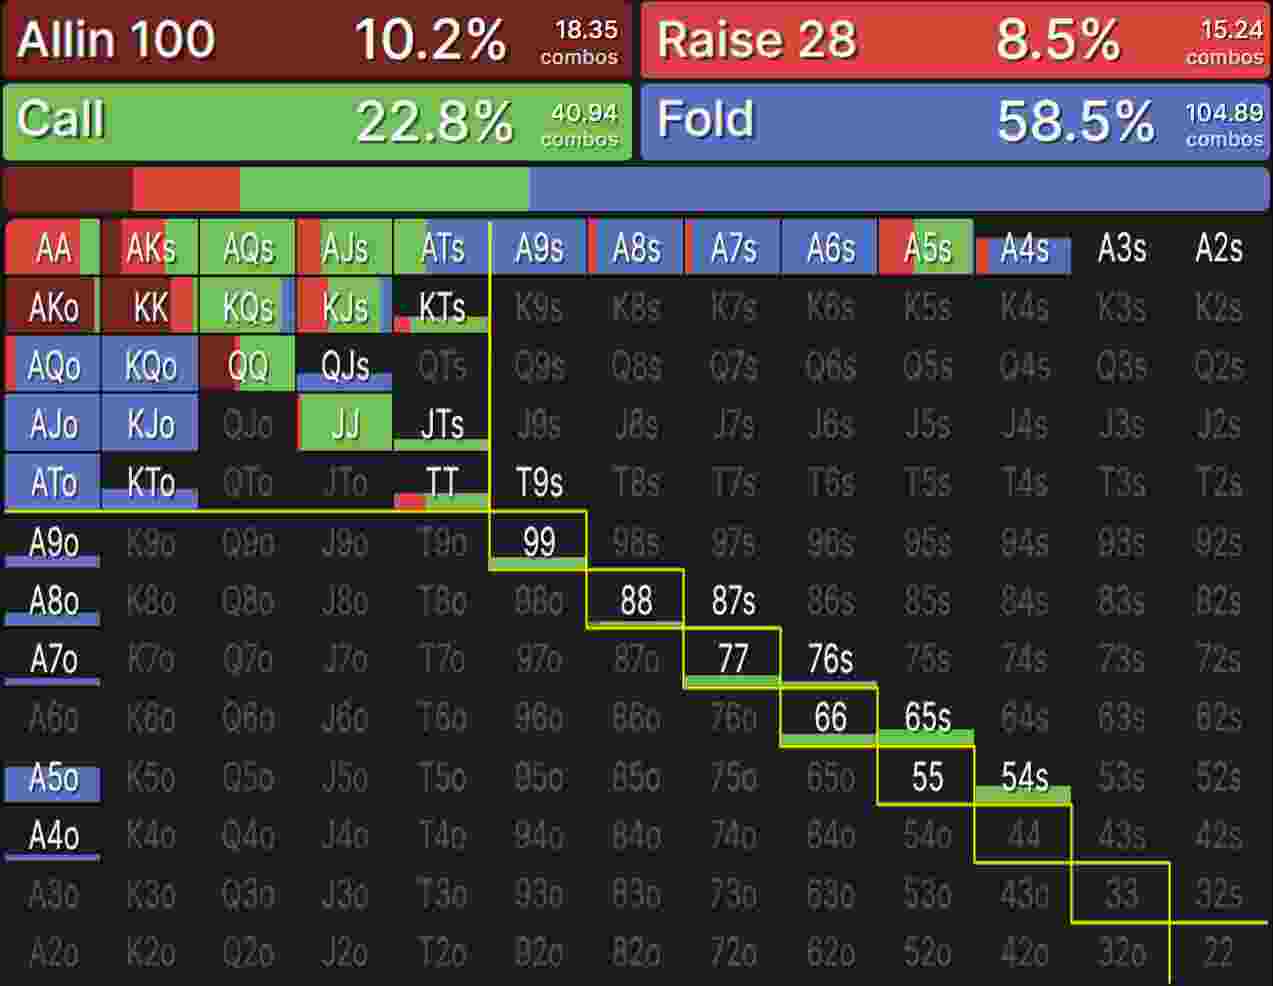 Allin 100 10.2% 18.35 combos Raise 28 8.5% 15.24 combos
Call 22.8% 40.94 combos Fold 58.5% 104.89 combos
AA AKs AQs AJs ATs A9s A8s A7s A6s A5s A4s A3s A2s
AKo KK KQs KJs KTs K9s K8s K7s K6s K5s K4s K3s K2s
AQo KQo QQ QJs QTs Q9s Q8s Q7s Q6s Q5s Q4s Q3s Q2s
AJo KJo QJo JJ JTs J9s J8s J7s J6s J5s J4s J3s J2s
ATo KTo QTo JTo TT T9s T8s T7s T6s T5s T4s T3s T2s
A9o K9o Q9o J9o T9o 99 98s 97s 96s 95s 94s 93s 92s
A8o K8o Q8o J8o T8o 98o 88 87s 86s 85s 84s 83s 82s
A7o K7o Q7o J7o T7o 97o 87o 77 76s 75s 74s 73s 72s
A6o K6o Q6o J6o T6o 96o 86o 76o 66 65s 64s 63s 62s
A5o K5o Q5o J5o T5o 95o 85o 75o 65o 55 54s 53s 52s
A4o K4o Q4o J4o T4o 94o 84o 74o 64o 54o 44 43s 42s
A3o K3o Q3o J3o T3o 93o 83o 73o 63o 53o 43o 33 32s
A2o K2o Q2o J2o T2o 92o 82o 72o 62o 52o 42o 32o 22